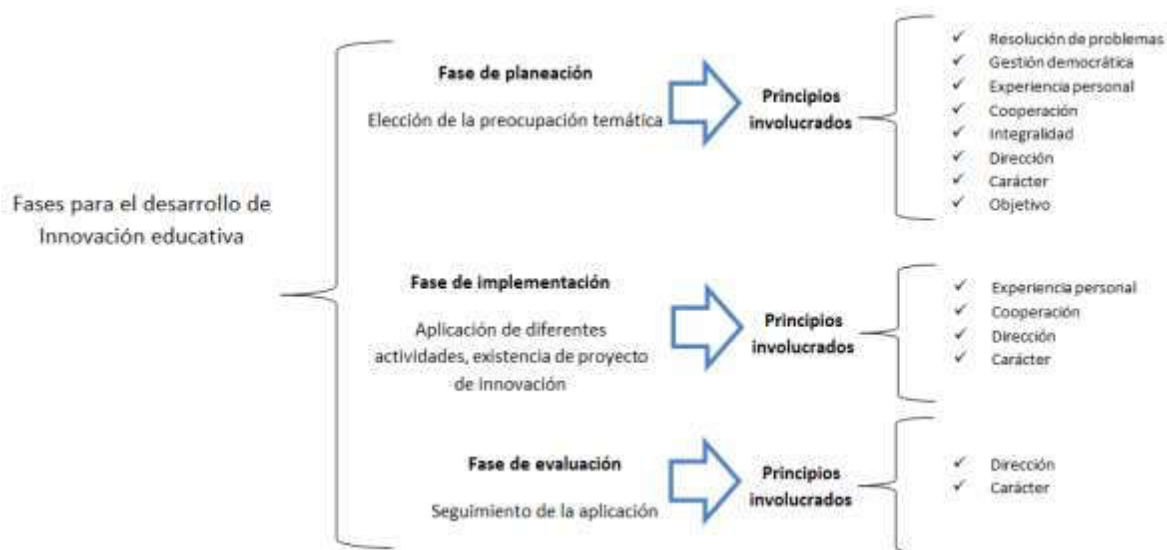 Fases para el desarrollo de
Innovación educativa
Fase de planeación
Elección de la preocupación temática
Principios
involucrados
✓ Resolución de problemas
✓ Gestión democrática
✓ Experiencia personal
✓ Cooperación
✓ Integralidad
✓ Dirección
✓ Carácter
✓ Objetivo
Fase de implementación
Aplicación de diferentes
actividades, existencia de proyecto
de innovación
Principios
involucrados
✓ Experiencia personal
✓ Cooperación
✓ Dirección
✓ Carácter
Fase de evaluación
Seguimiento de la aplicación
Principios
involucrados
✓ Dirección
✓ Carácter